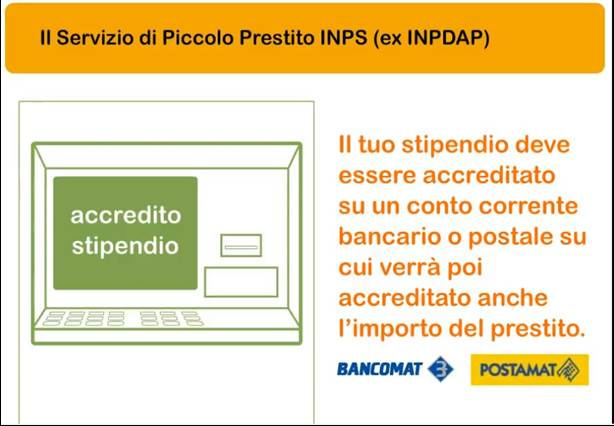 Il Servizio di Piccolo Prestito INPS (ex INPDAP)
accredito
stipendio
Il tuo stipendio deve
essere accreditato
su un conto corrente
bancario o postale su
cui verrà poi
accreditato anche
l'importo del prestito.
BANCOMAT
POSTAMAT